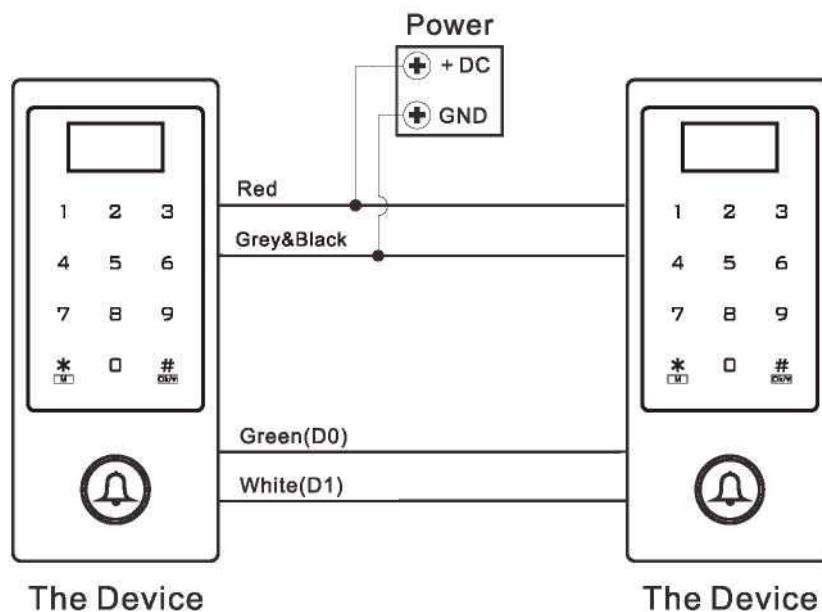 Power
+ DC
GND
Red
Grey&Black
1 2 3
4 5 6
7 8 9
* 0 #
M
Green(D0)
White(D1)
The Device
1 2 3
4 5 6
7 8 9
* 0 #
M
The Device